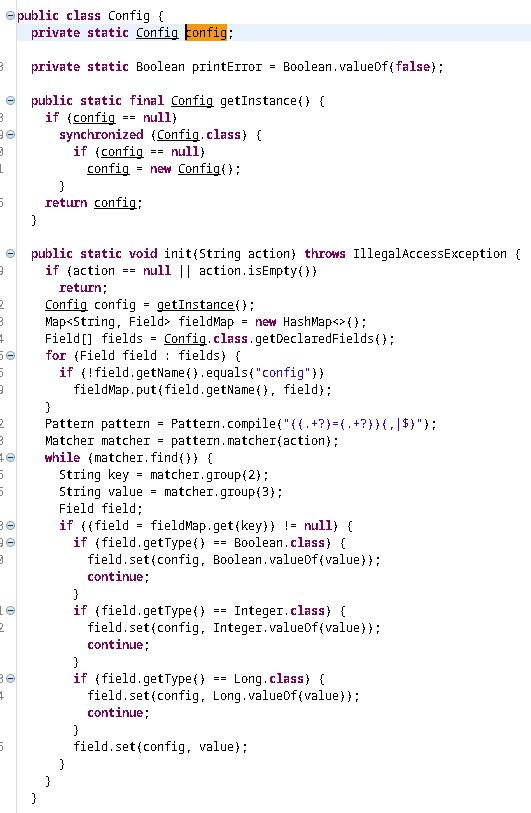 public class Config {
private static Config config;
private static Boolean printError = Boolean.valueOf(false);
public static final Config getInstance() {
if (config == null)
synchronized (Config.class) {
if (config == null)
config = new Config();
}
return config;
}
public static void init(String action) throws IllegalAccessException {
if (action == null || action.isEmpty())
return;
Config config = getInstance();
Map<String, Field> fieldMap = new HashMap<>();
Field[] fields = Config.class.getDeclaredFields();
for (Field field : fields) {
if (!field.getName().equals("config"))
fieldMap.put(field.getName(), field);
}
Pattern pattern = Pattern.compile("((.+?)=(.+?))(,|$)");
Matcher matcher = pattern.matcher(action);
while (matcher.find()) {
String key = matcher.group(2);
String value = matcher.group(3);
Field field;
if ((field = fieldMap.get(key)) != null) {
if (field.getType() == Boolean.class) {
field.set(config, Boolean.valueOf(value));
continue;
}
if (field.getType() == Integer.class) {
field.set(config, Integer.valueOf(value));
continue;
}
if (field.getType() == Long.class) {
field.set(config, Long.valueOf(value));
continue;
}
field.set(config, value);
}
}
}